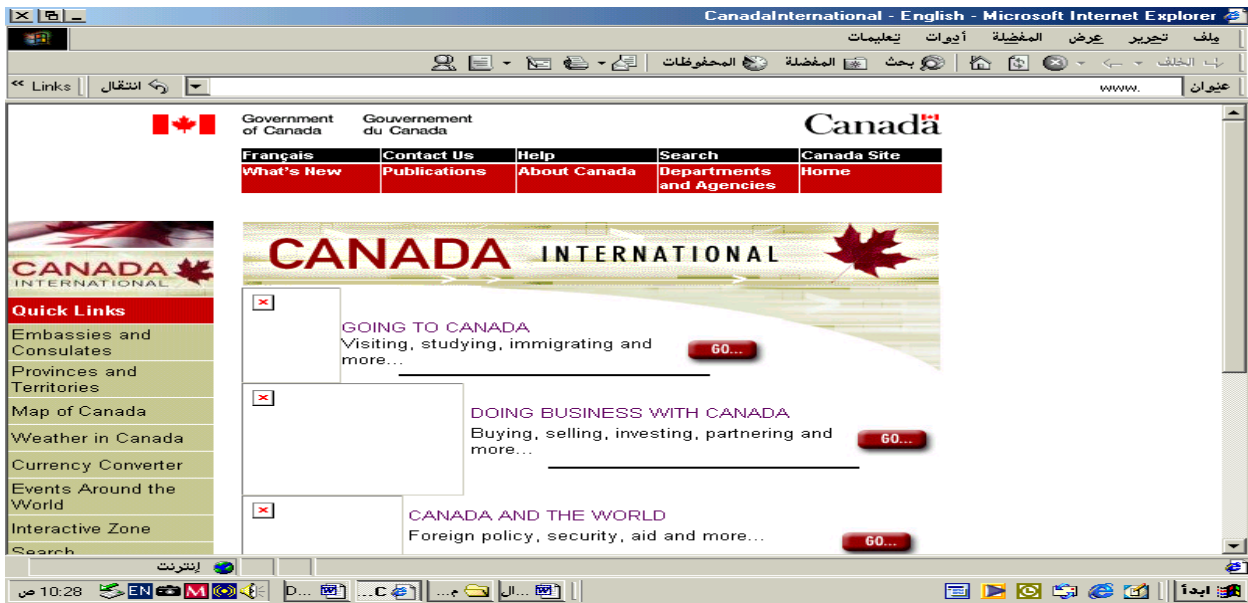 CanadaInternational - English - Microsoft Internet Explorer
ملف تحرير عرض المفضلة أدوات تعليمات
الخلف بحث المفضلة المحفوظات
عنوان www. انتقال Links »
Government of Canada
Gouvernement du Canada
Canada
Français Contact Us Help Search Canada Site
What's New Publications About Canada Departments and Agencies Home
CANADA INTERNATIONAL
CANADA
INTERNATIONAL
Quick Links
Embassies and
Consulates
Provinces and
Territories
Map of Canada
Weather in Canada
Currency Converter
Events Around the
World
Interactive Zone
Search
GOING TO CANADA
Visiting, studying, immigrating and
more...
GO...
DOING BUSINESS WITH CANADA
Buying, selling, investing, partnering and
more...
GO...
CANADA AND THE WORLD
Foreign policy, security, aid and more...
GO...
إنترنت
ابدأ ال... م... C... D... EN 10:28 ص